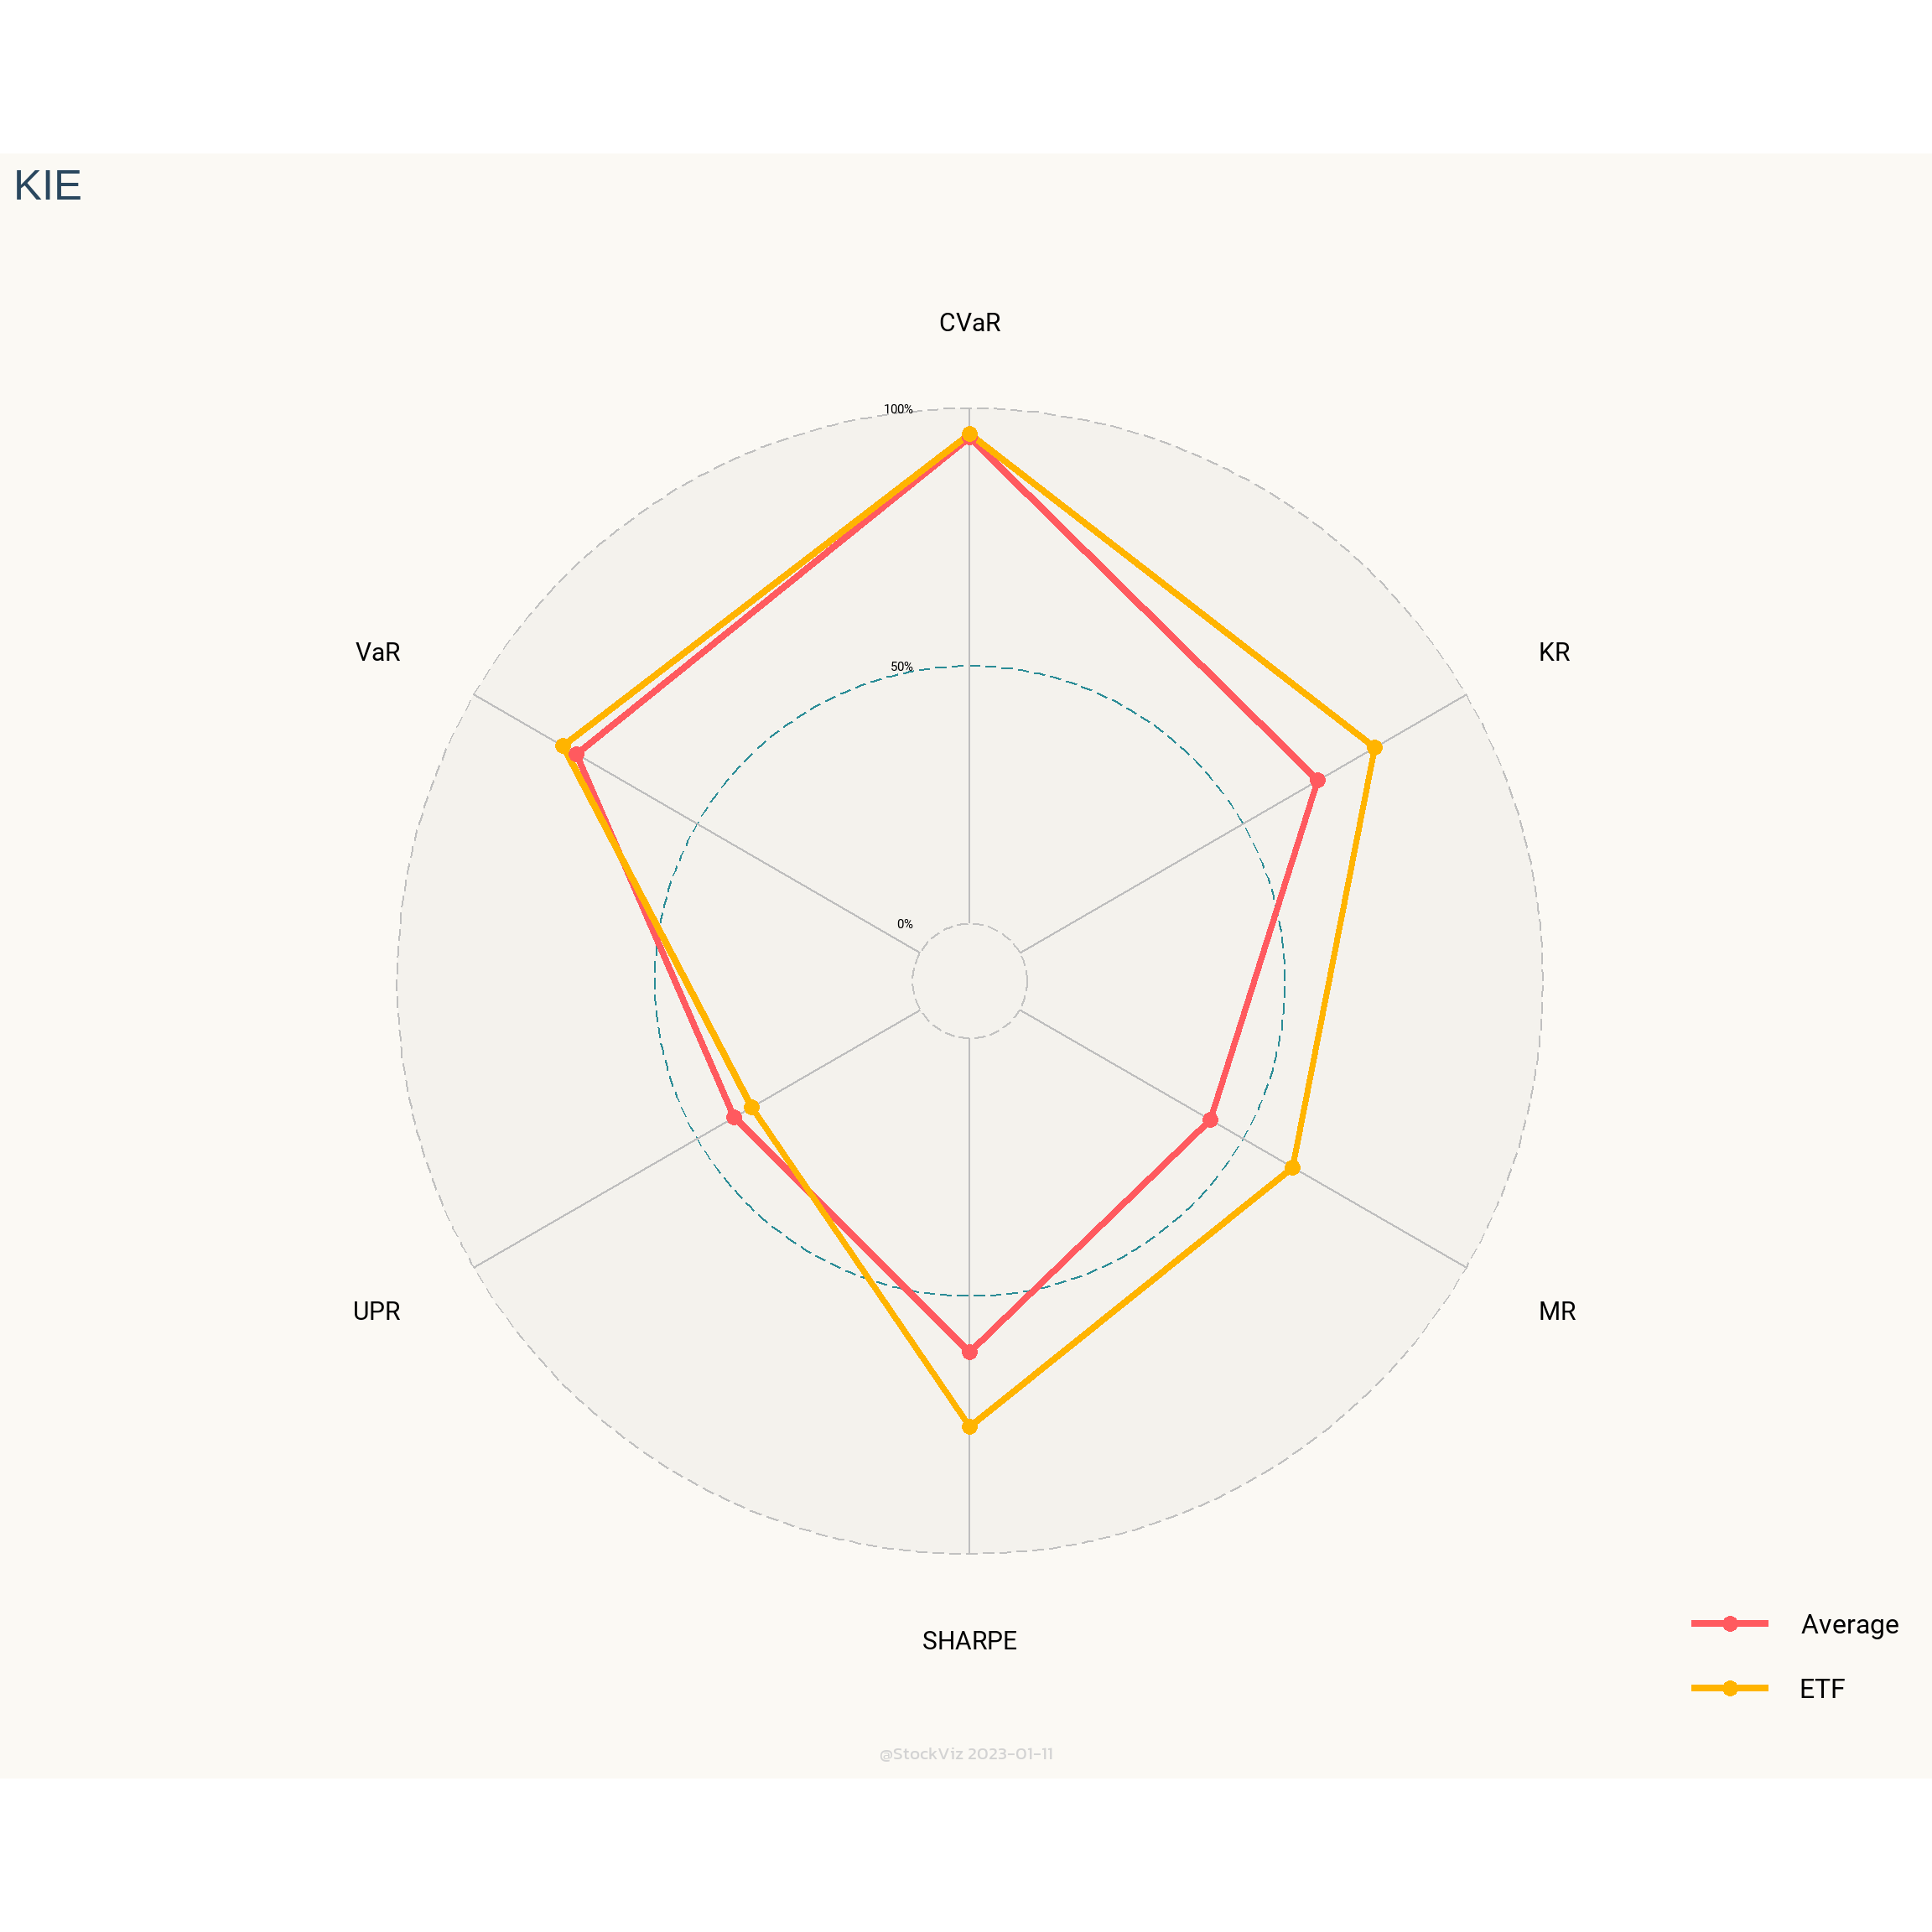 KIE
CVaR
100%
VaR
KR
50%
0%
UPR
MR
SHARPE
Average
ETF
@StockViz 2023-01-11